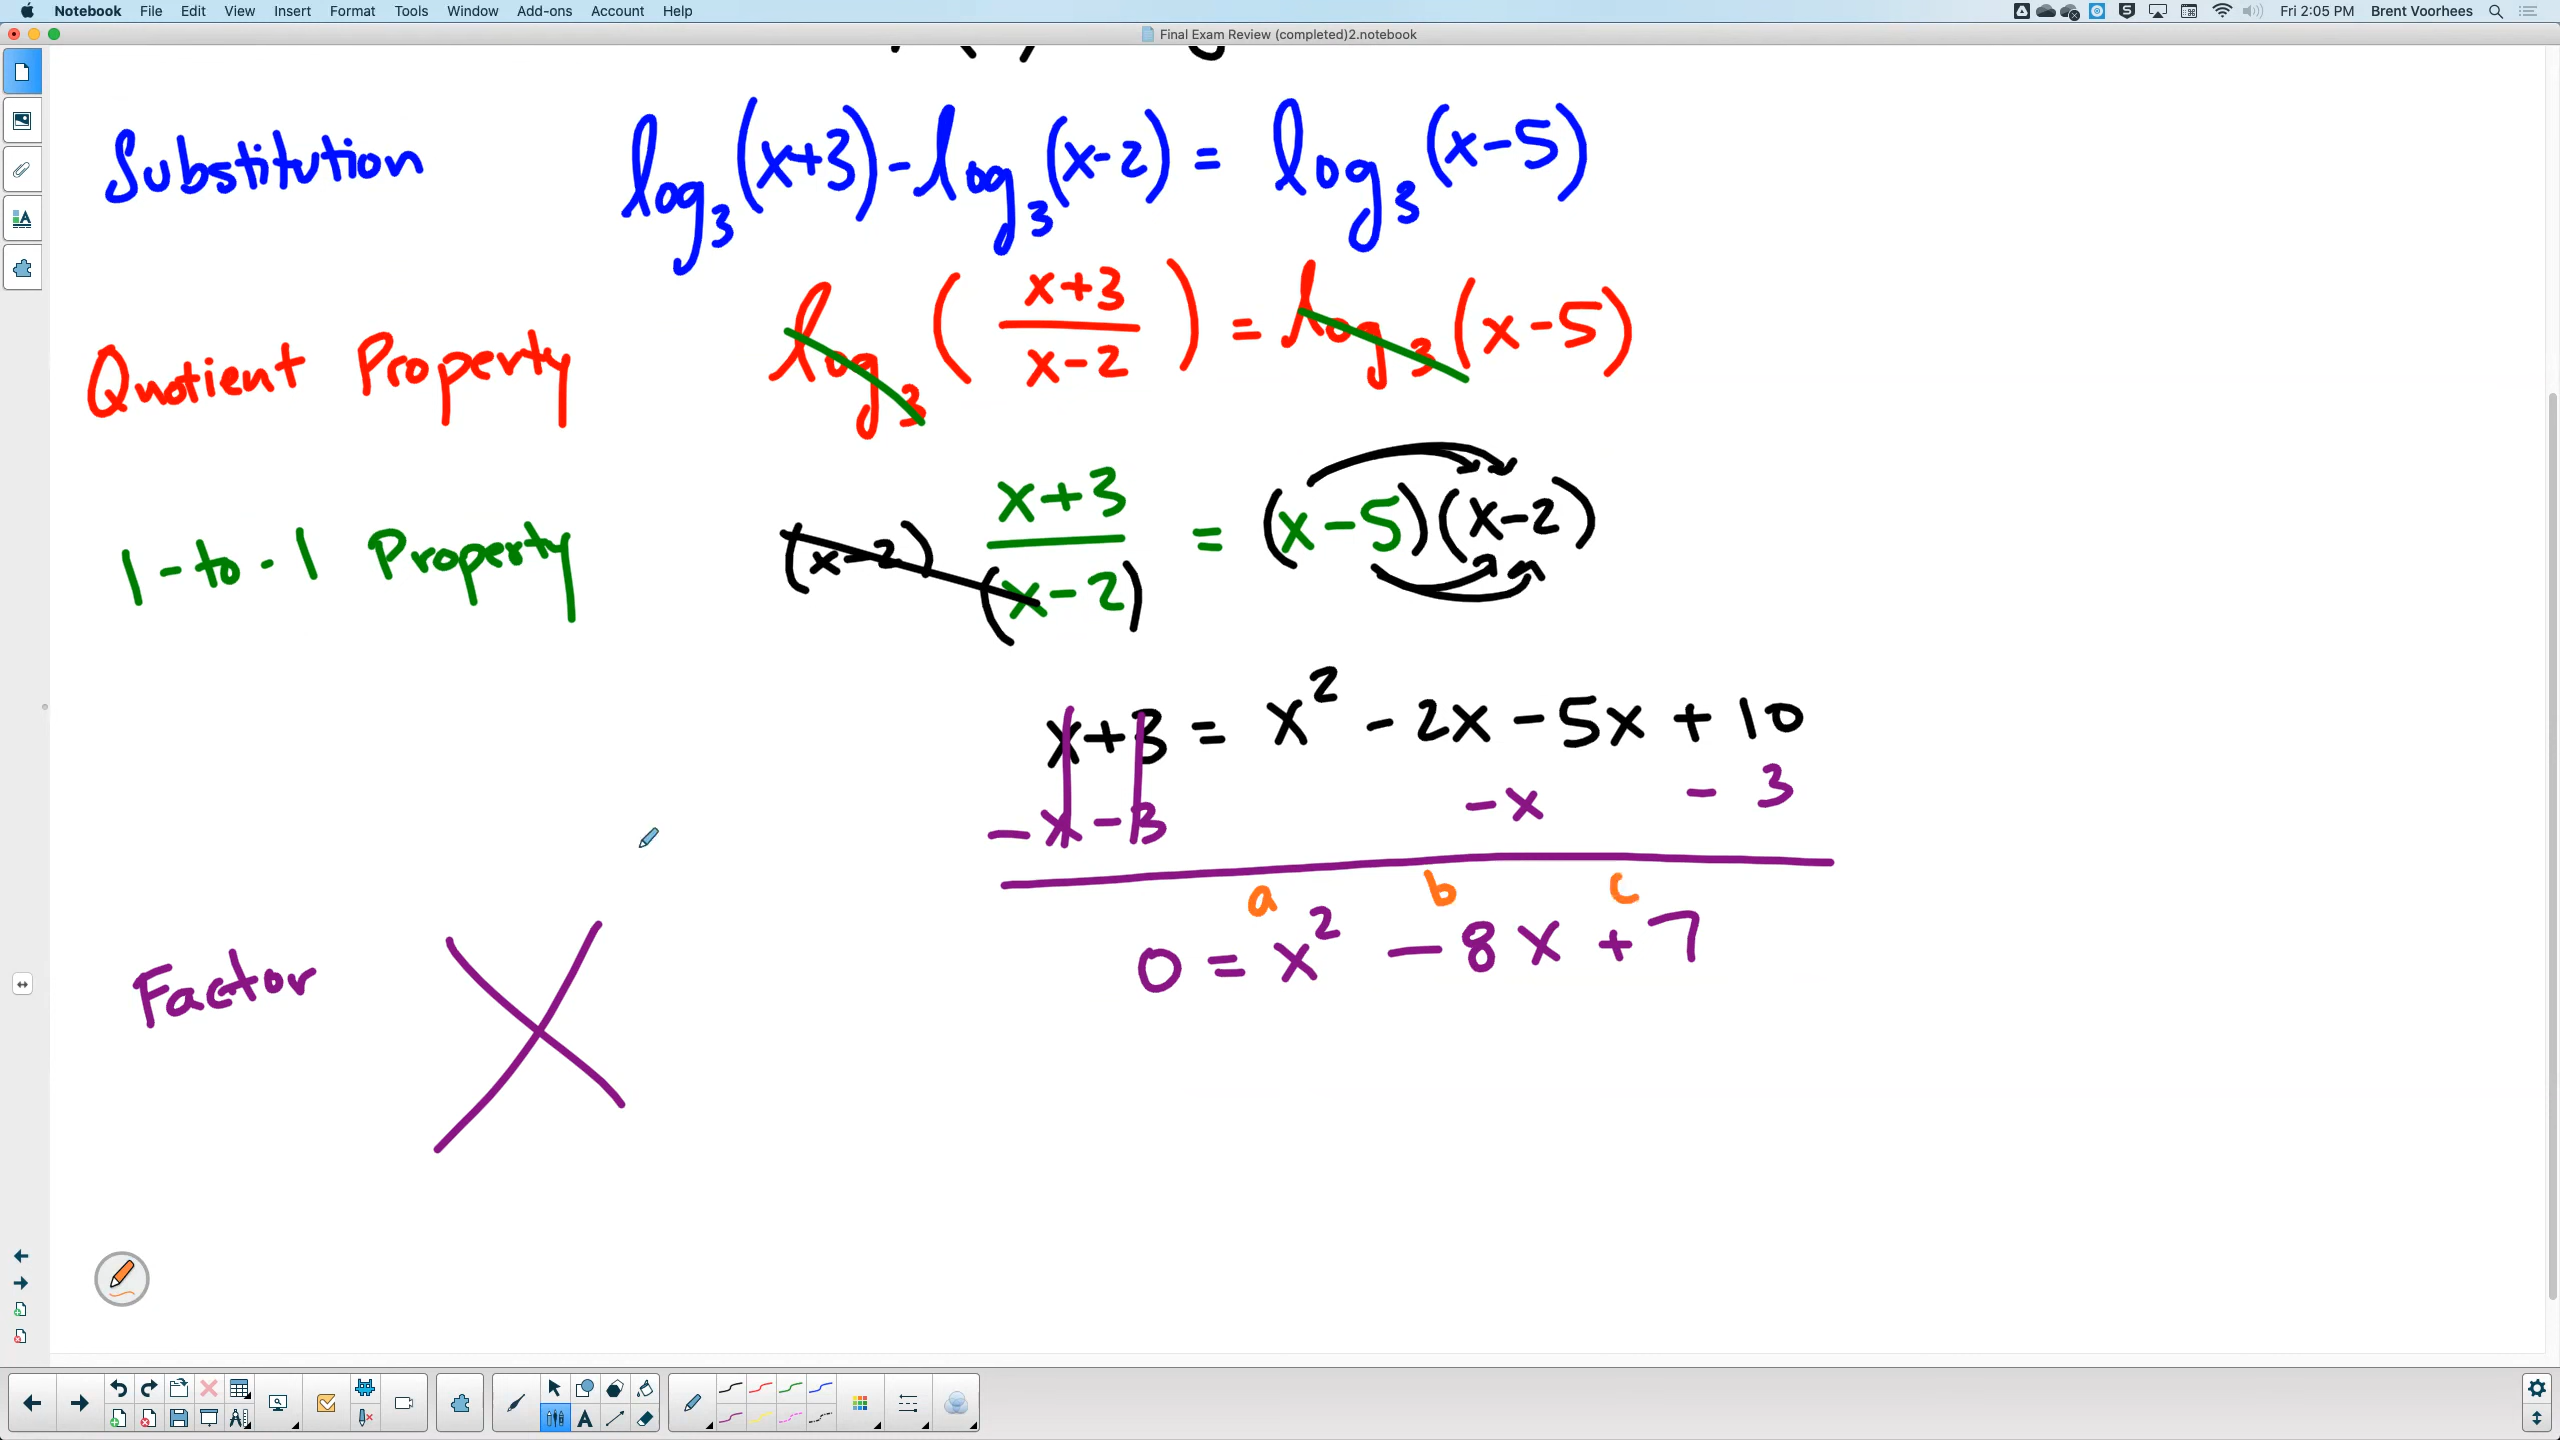 Notebook File Edit View Insert Format Tools Window Add-ons Account Help Fri 2:05 PM Brent Voorhees
Final Exam Review (completed)2.notebook
Substitution log₃(x+3)-log₃(x-2) = log₃(x-5)
Quotient Property log₃(x+3/x-2) = log₃(x-5)
1-to-1 Property (x-2) x+3/(x-2) = (x-5)(x-2)
x+3 = x² - 2x - 5x + 10
-x-3 -x - 3
a b c
0 = x² - 8x + 7
Factor